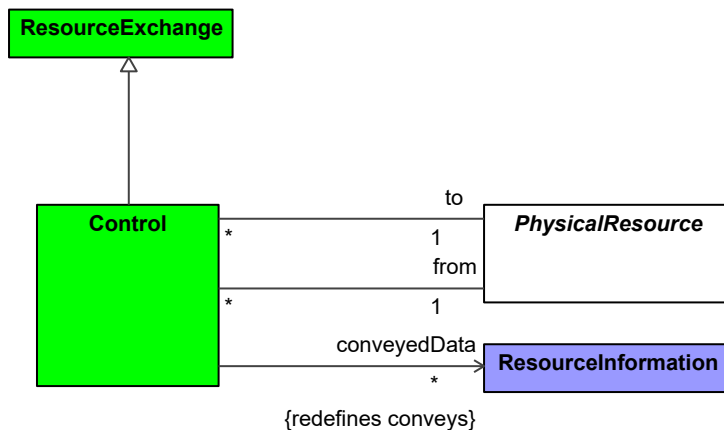 ResourceExchange
Control
to
PhysicalResource
*
1
from
*
1
conveyedData
ResourceInformation
*
{redefines conveys}